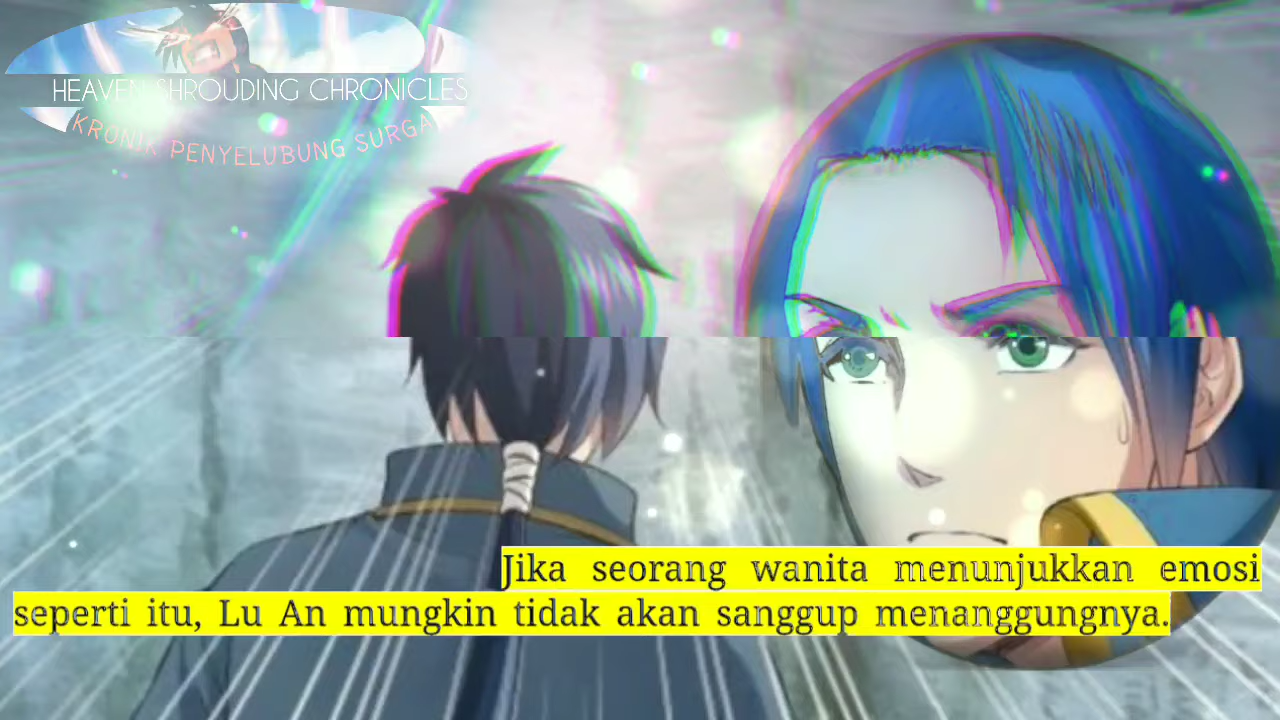 HEAVEN SHROUDING CHRONICLES
KRONIK PENYELUBUNG SURGA
Jika seorang wanita menunjukkan emosi
seperti itu, Lu An mungkin tidak akan sanggup menanggungnya.